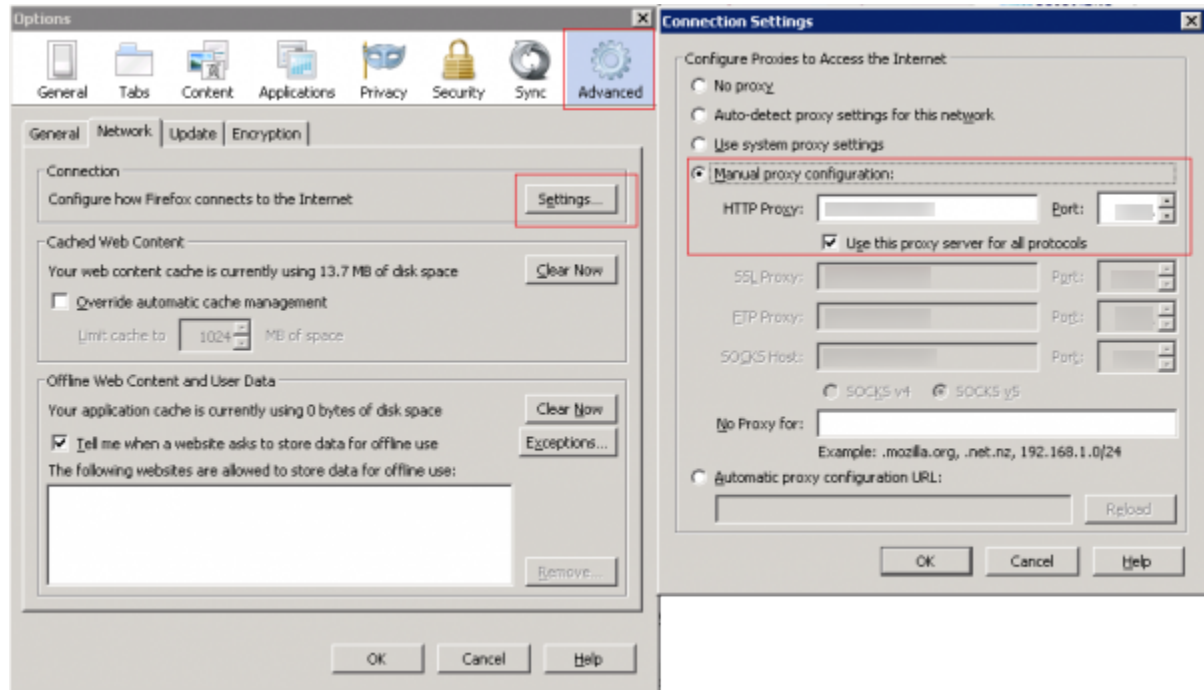 Options
General Tabs Content Applications Privacy Security Sync Advanced
General Network Update Encryption
Connection
Configure how Firefox connects to the Internet
Settings...
Cached Web Content
Your web content cache is currently using 13.7 MB of disk space
Clear Now
Override automatic cache management
Limit cache to 1024 MB of space
Offline Web Content and User Data
Your application cache is currently using 0 bytes of disk space
Clear Now
Tell me when a website asks to store data for offline use
Exceptions...
The following websites are allowed to store data for offline use:
Remove...
OK Cancel Help
Connection Settings
Configure Proxies to Access the Internet
No proxy
Auto-detect proxy settings for this network
Use system proxy settings
Manual proxy configuration:
HTTP Proxy: Port:
Use this proxy server for all protocols
SSL Proxy: Port:
FTP Proxy: Port:
SOCKS Host: Port:
SOCKS v4 SOCKS v5
No Proxy for:
Example: .mozilla.org, .net.nz, 192.168.1.0/24
Automatic proxy configuration URL:
Reload
OK Cancel Help